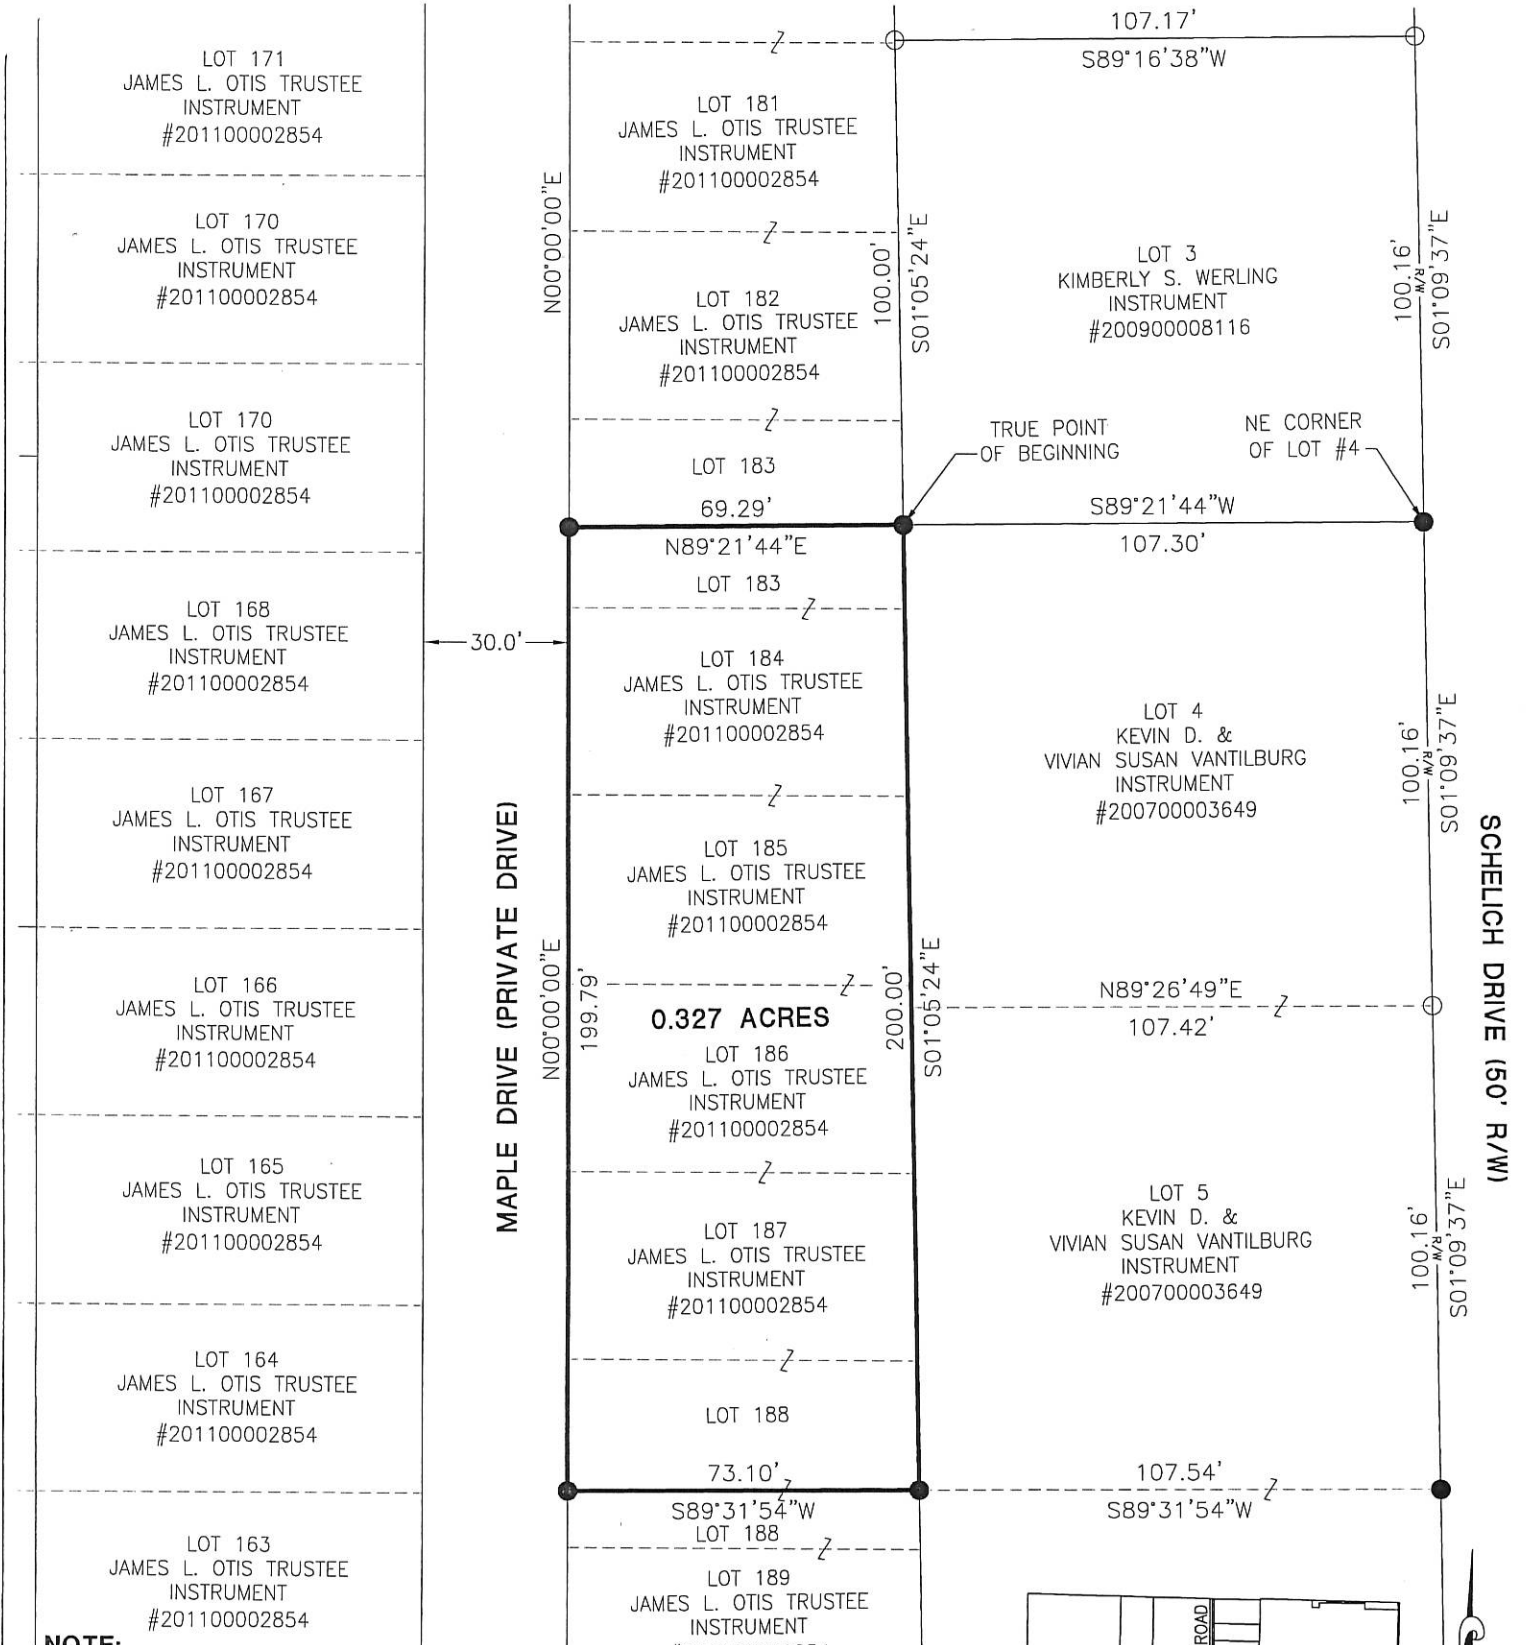 LOT 171
JAMES L. OTIS TRUSTEE
INSTRUMENT
#201100002854
LOT 170
JAMES L. OTIS TRUSTEE
INSTRUMENT
#201100002854
LOT 170
JAMES L. OTIS TRUSTEE
INSTRUMENT
#201100002854
LOT 168
JAMES L. OTIS TRUSTEE
INSTRUMENT
#201100002854
LOT 167
JAMES L. OTIS TRUSTEE
INSTRUMENT
#201100002854
LOT 166
JAMES L. OTIS TRUSTEE
INSTRUMENT
#201100002854
LOT 165
JAMES L. OTIS TRUSTEE
INSTRUMENT
#201100002854
LOT 164
JAMES L. OTIS TRUSTEE
INSTRUMENT
#201100002854
LOT 163
JAMES L. OTIS TRUSTEE
INSTRUMENT
#201100002854
NOTE:
30.0'
MAPLE DRIVE (PRIVATE DRIVE)
N00°00'00"E
N00°00'00"E
199.79'
LOT 181
JAMES L. OTIS TRUSTEE
INSTRUMENT
#201100002854
LOT 182
JAMES L. OTIS TRUSTEE
INSTRUMENT
#201100002854
LOT 183
69.29'
N89°21'44"E
LOT 183
LOT 184
JAMES L. OTIS TRUSTEE
INSTRUMENT
#201100002854
LOT 185
JAMES L. OTIS TRUSTEE
INSTRUMENT
#201100002854
0.327 ACRES
LOT 186
JAMES L. OTIS TRUSTEE
INSTRUMENT
#201100002854
LOT 187
JAMES L. OTIS TRUSTEE
INSTRUMENT
#201100002854
LOT 188
73.10'
S89°31'54"W
LOT 188
LOT 189
JAMES L. OTIS TRUSTEE
INSTRUMENT
100.00'
S01°05'24"E
200.00'
S01°05'24"E
107.17'
S89°16'38"W
LOT 3
KIMBERLY S. WERLING
INSTRUMENT
#200900008116
TRUE POINT
OF BEGINNING
NE CORNER
OF LOT #4
S89°21'44"W
107.30'
LOT 4
KEVIN D. &
VIVIAN SUSAN VANTILBURG
INSTRUMENT
#200700003649
N89°26'49"E
107.42'
LOT 5
KEVIN D. &
VIVIAN SUSAN VANTILBURG
INSTRUMENT
#200700003649
107.54'
S89°31'54"W
100.16'
R/W
S01°09'37"E
100.16'
R/W
S01°09'37"E
100.16'
R/W
S01°09'37"E
SCHELICH DRIVE (50' R/W)
ROAD